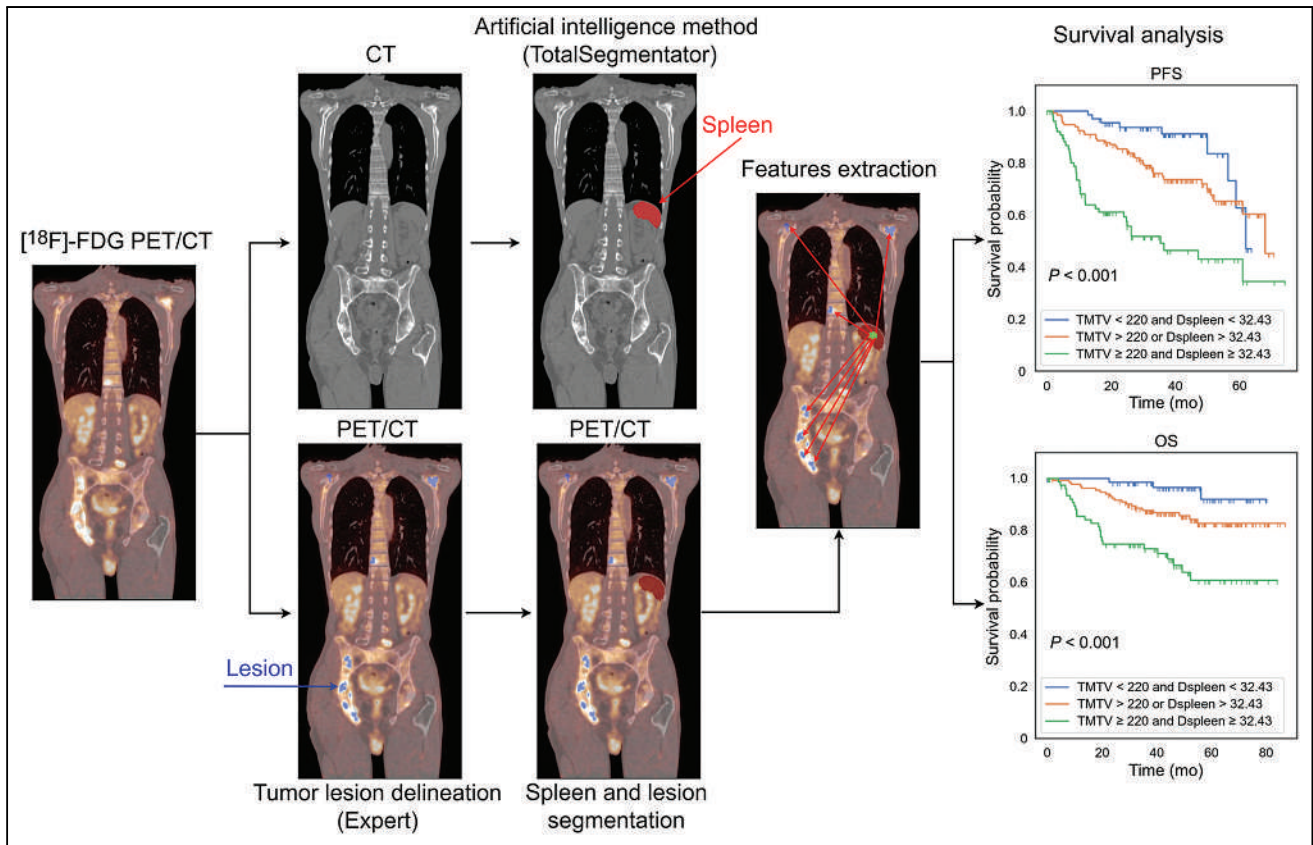 [18F]-FDG PET/CT
CT
Artificial intelligence method
(TotalSegmentator)
Spleen
PET/CT
Lesion
Tumor lesion delineation
(Expert)
PET/CT
Spleen and lesion
segmentation
Features extraction
Survival analysis
PFS
Survival probability
1.0
0.8
0.6
0.4
0.2
0
P < 0.001
TMTV < 220 and Dspleen < 32.43
TMTV > 220 or Dspleen > 32.43
TMTV ≥ 220 and Dspleen ≥ 32.43
0 20 40 60
Time (mo)
OS
Survival probability
1.0
0.8
0.6
0.4
0.2
0
P < 0.001
TMTV < 220 and Dspleen < 32.43
TMTV > 220 or Dspleen > 32.43
TMTV ≥ 220 and Dspleen ≥ 32.43
0 20 40 60 80
Time (mo)